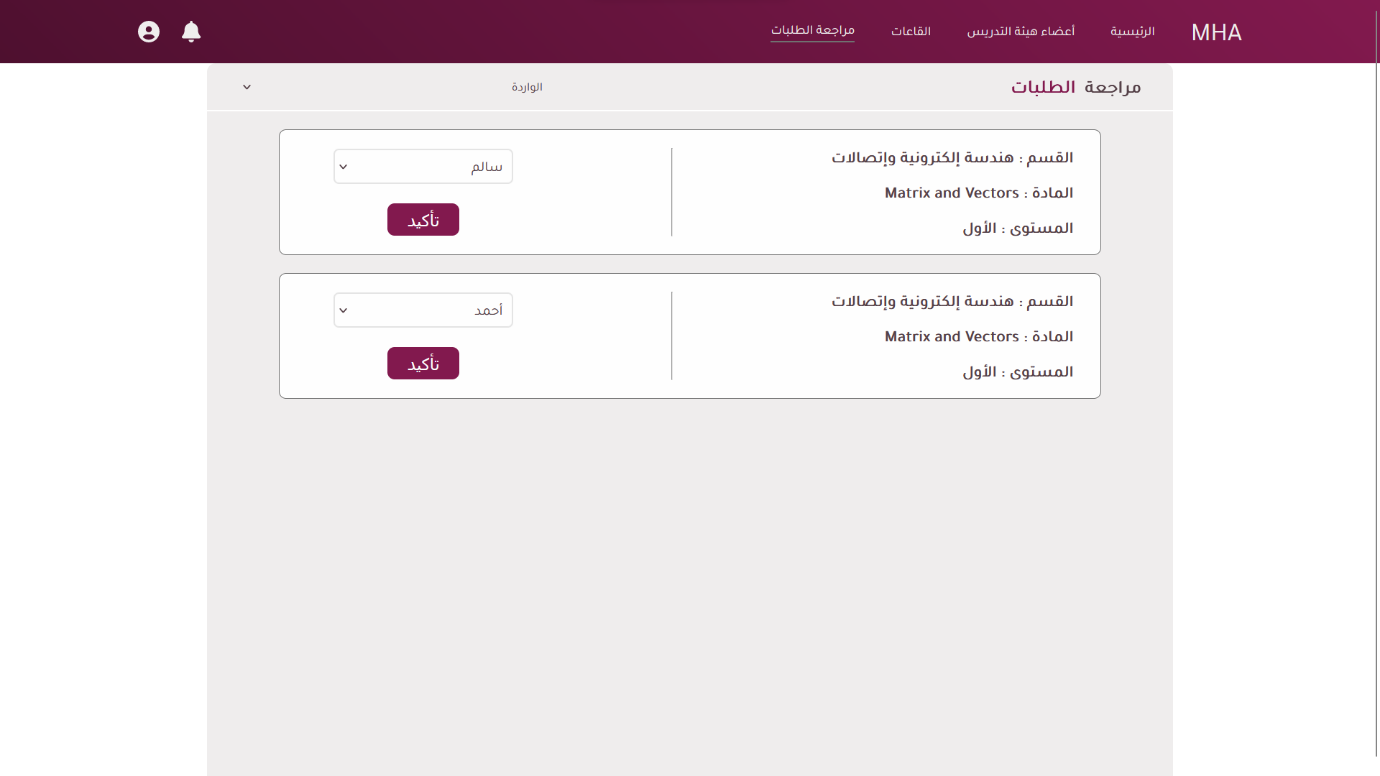 MHA
الرئيسية
أعضاء هيئة التدريس
القاعات
مراجعة الطلبات
مراجعة الطلبات
الواردة
القسم : هندسة إلكترونية وإتصالات
المادة : Matrix and Vectors
المستوى : الأول
سالم
تأكيد
القسم : هندسة إلكترونية وإتصالات
المادة : Matrix and Vectors
المستوى : الأول
أحمد
تأكيد